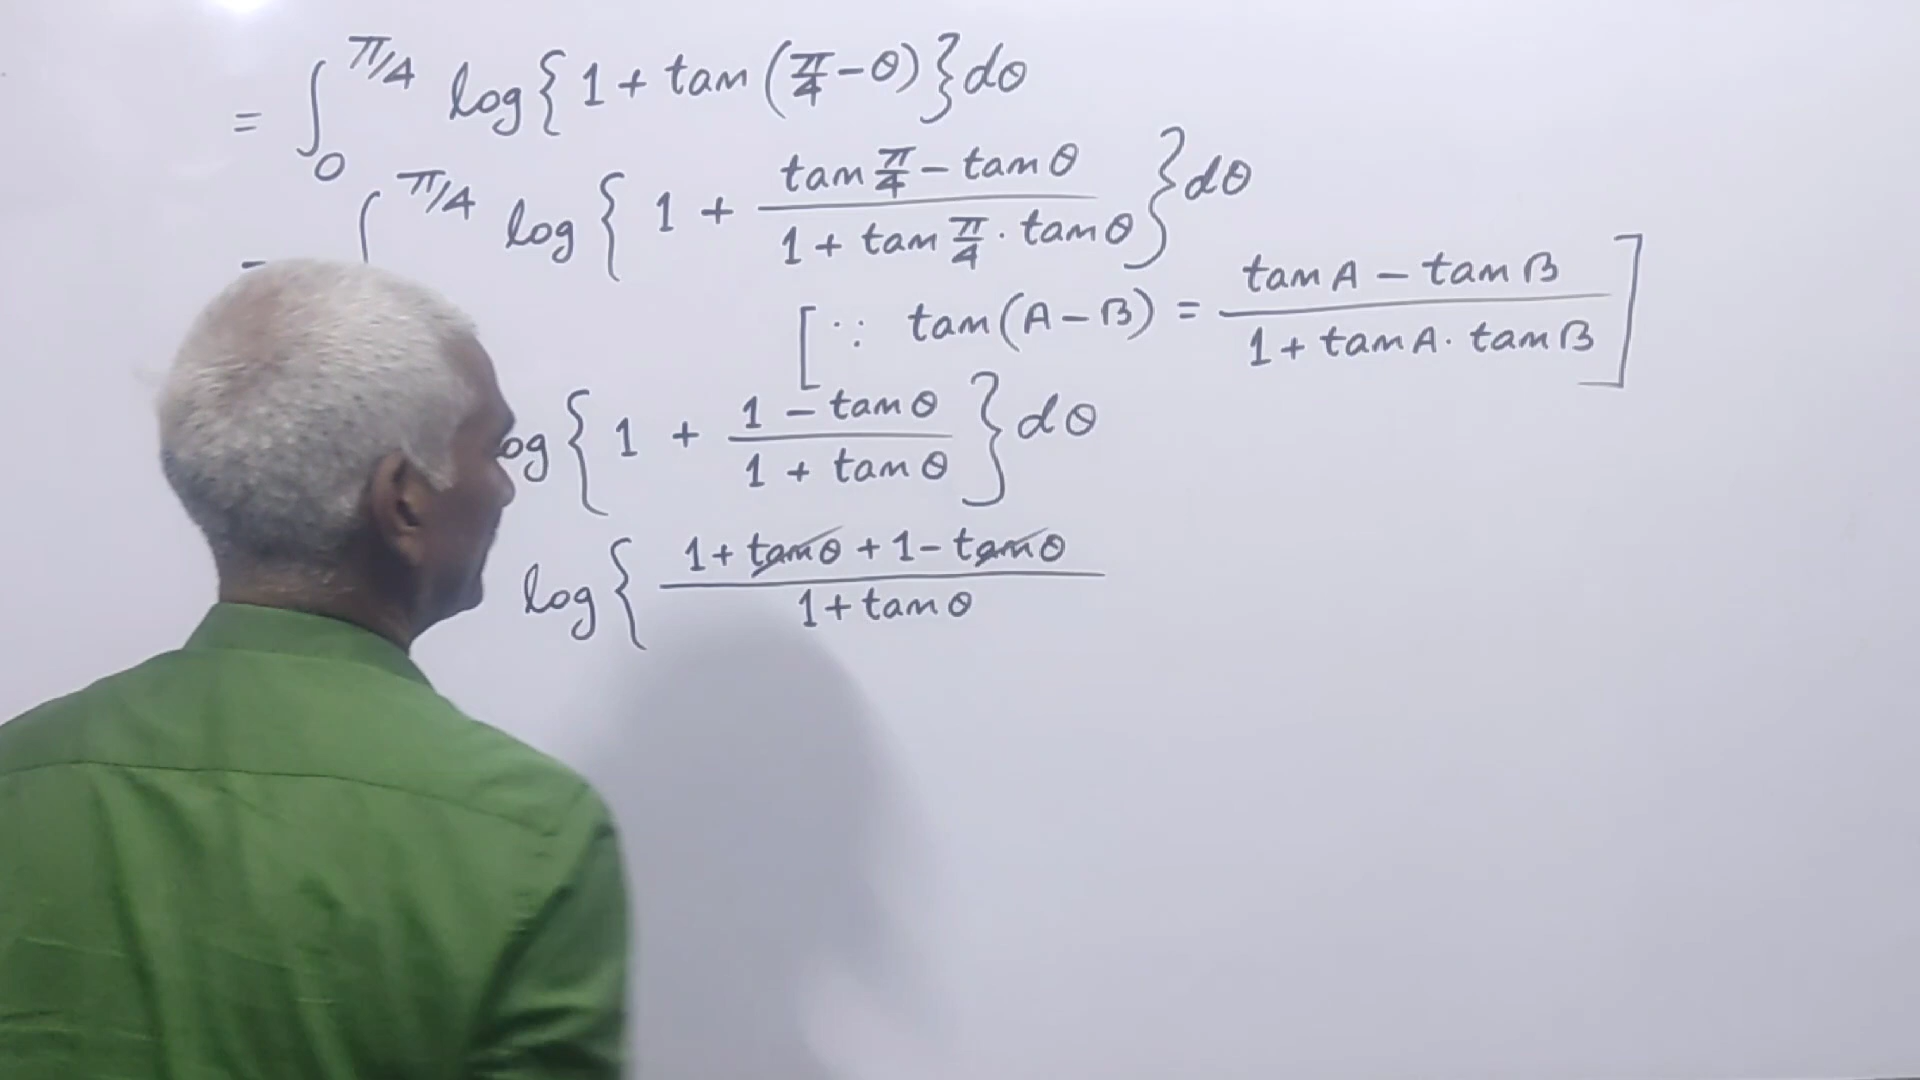 = ∫₀^π/4 log{1 + tan(π/4 − θ)}dθ
∫^π/4 log{1 + (tan π/4 − tan θ)/(1 + tan π/4 · tan θ)}dθ
[∵ tan(A − B) = (tan A − tan B)/(1 + tan A · tan B)]
og{1 + (1 − tan θ)/(1 + tan θ)}dθ
log{(1 + tan θ + 1 − tan θ)/(1 + tan θ)